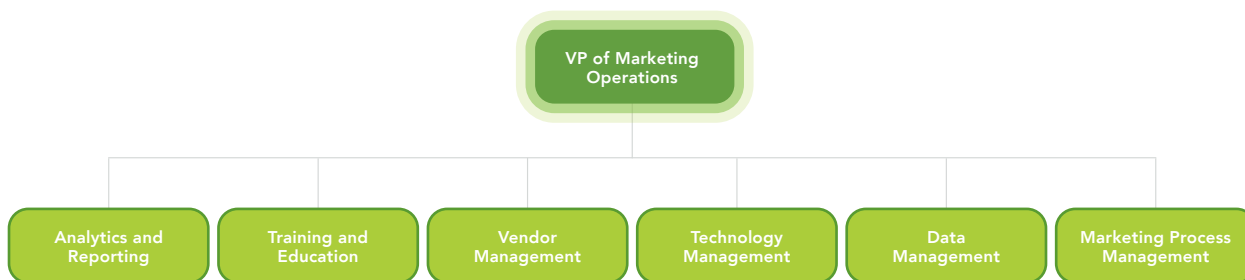 VP of Marketing
Operations
Analytics and
Reporting
Training and
Education
Vendor
Management
Technology
Management
Data
Management
Marketing Process
Management